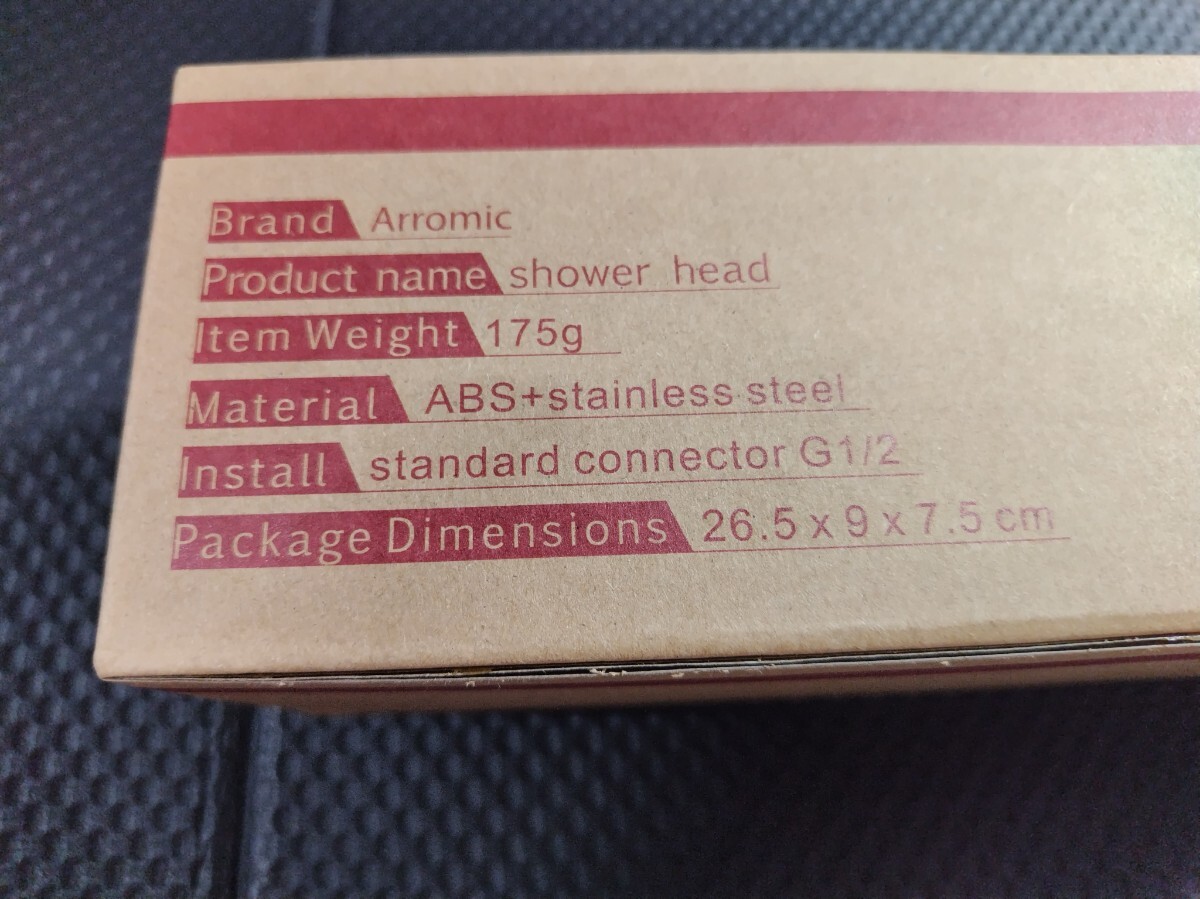 Brand Arromic
Product name shower head
Item Weight 175g
Material ABS+stainless steel
Install standard connector G1/2
Package Dimensions 26.5 x 9 x 7.5 cm